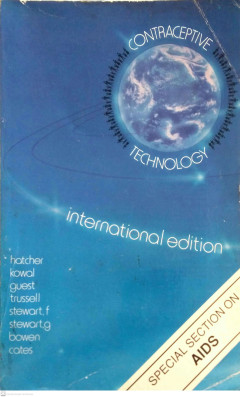 CONTRACEPTIVE
TECHNOLOGY
international edition
hatcher
kowal
guest
trussell
stewart, f
stewart, g
bowen
cates
SPECIAL SECTION ON
AIDS